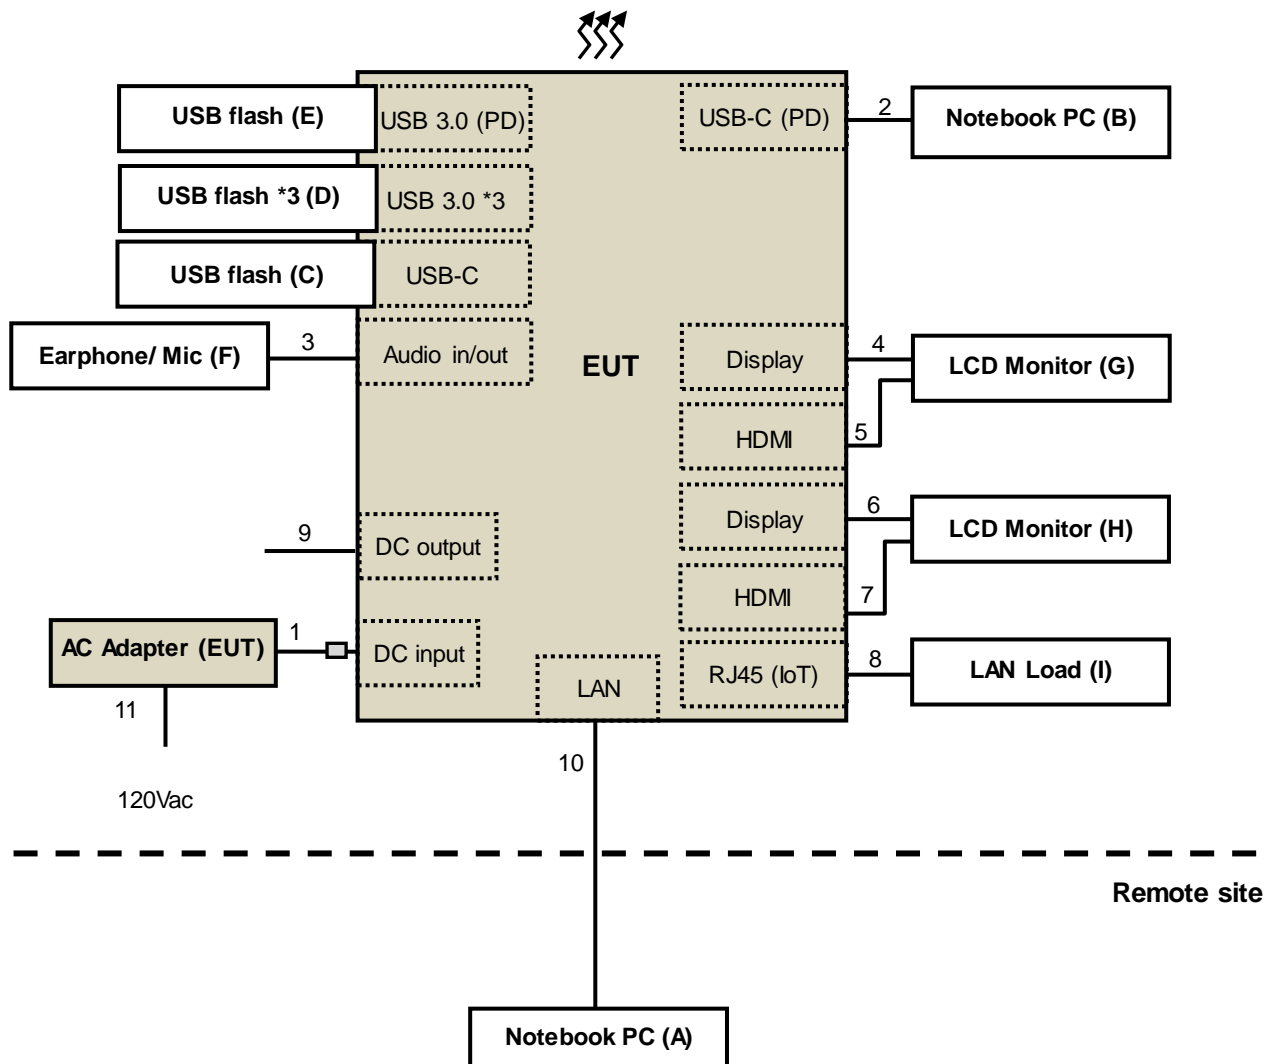 USB flash (E)
USB 3.0 (PD)
USB-C (PD)
2
Notebook PC (B)
USB flash *3 (D)
USB 3.0 *3
USB flash (C)
USB-C
Earphone/ Mic (F)
3
Audio in/out
EUT
Display
4
LCD Monitor (G)
HDMI
5
Display
6
LCD Monitor (H)
9
DC output
HDMI
7
AC Adapter (EUT)
1
DC input
LAN
RJ45 (IoT)
8
LAN Load (I)
11
10
120Vac
Remote site
Notebook PC (A)